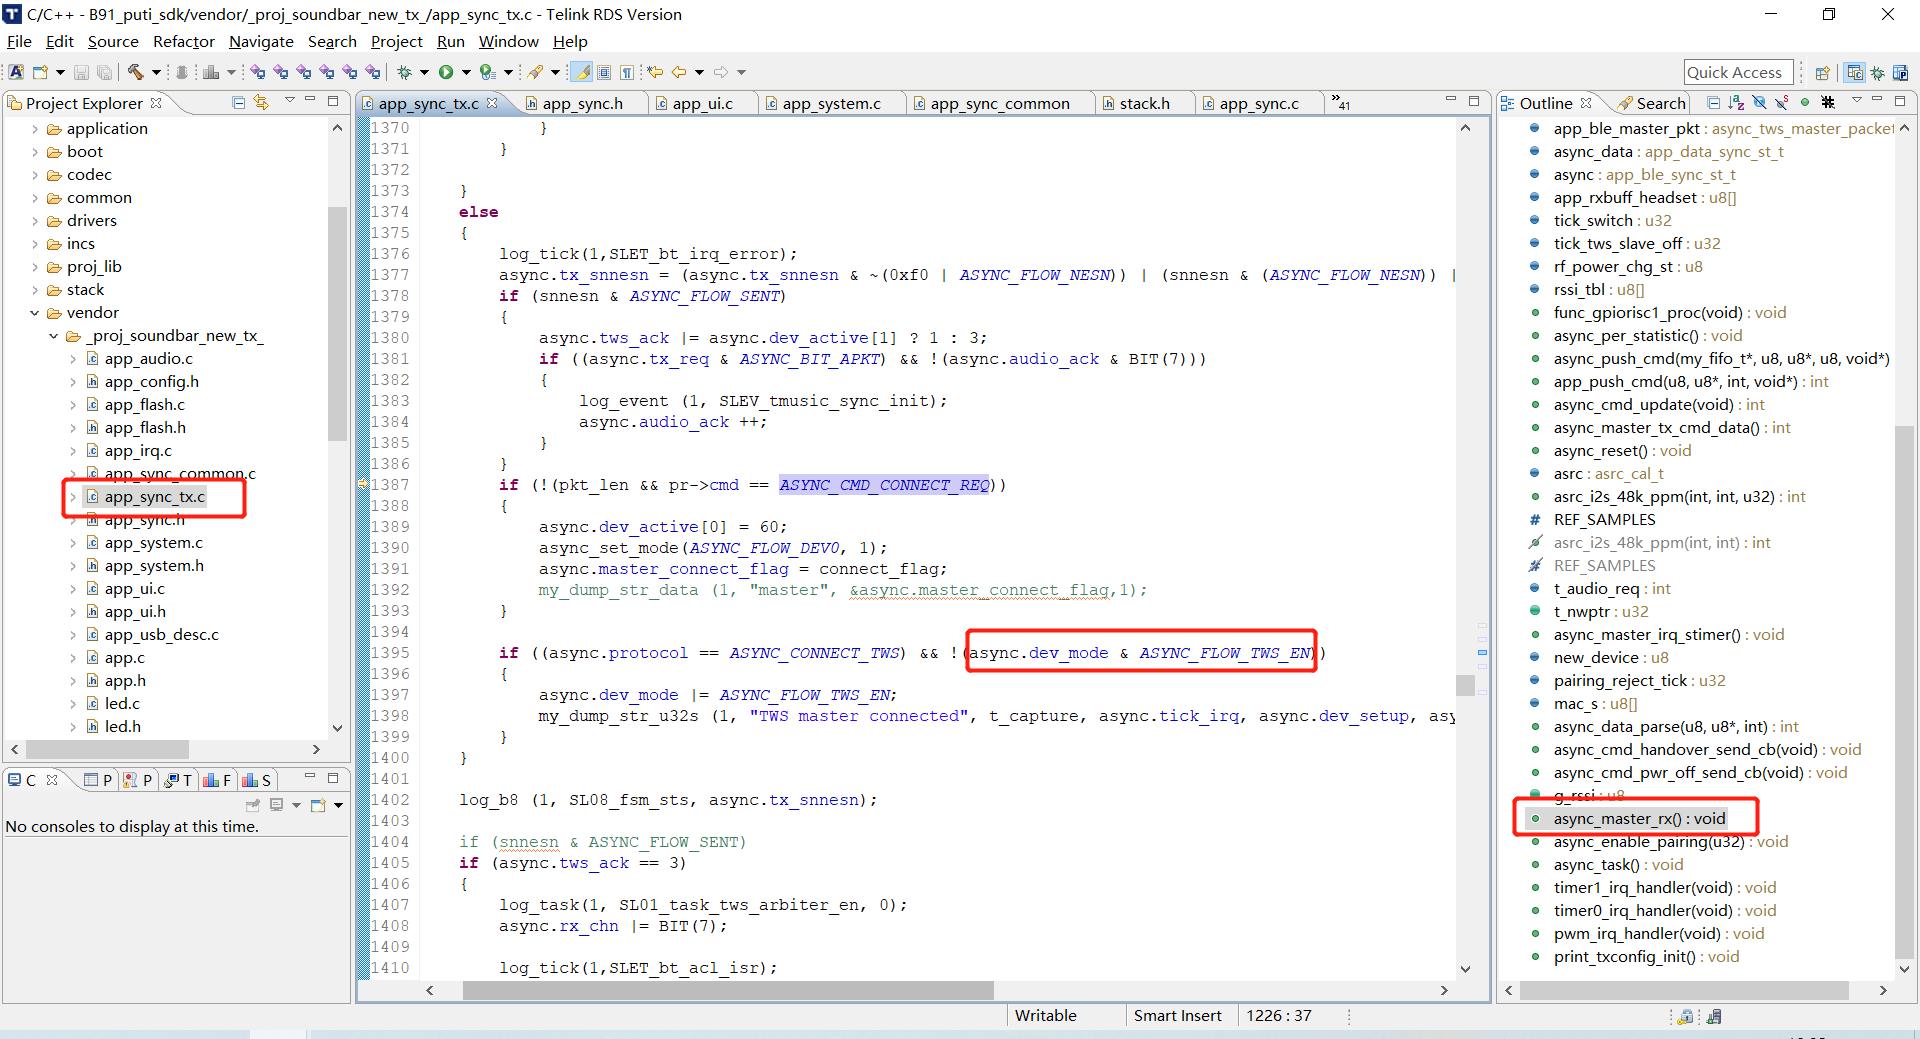 C/C++ - B91_puti_sdk/vendor/_proj_soundbar_new_tx_/app_sync_tx.c - Telink RDS Version
File Edit Source Refactor Navigate Search Project Run Window Help
Quick Access
Project Explorer
application
boot
codec
common
drivers
incs
proj_lib
stack
vendor
_proj_soundbar_new_tx_
app_audio.c
app_config.h
app_flash.c
app_flash.h
app_irq.c
app_sync_common.c
app_sync_tx.c
app_sync.h
app_system.c
app_system.h
app_ui.c
app_ui.h
app_usb_desc.c
app.c
app.h
led.c
led.h
C P P T F S
No consoles to display at this time.
app_sync_tx.c app_sync.h app_ui.c app_system.c app_sync_common stack.h app_sync.c »41
1370 }
1371 }
1372
1373 }
1374 else
1375 {
1376 log_tick(1,SLET_bt_irq_error);
1377 async.tx_snnesn = (async.tx_snnesn & ~(0xf0 | ASYNC_FLOW_NESN)) | (snnesn & (ASYNC_FLOW_NESN)) |
1378 if (snnesn & ASYNC_FLOW_SENT)
1379 {
1380 async.tws_ack |= async.dev_active[1] ? 1 : 3;
1381 if ((async.tx_req & ASYNC_BIT_APKT) && !(async.audio_ack & BIT(7)))
1382 {
1383 log_event (1, SLEV_tmusic_sync_init);
1384 async.audio_ack ++;
1385 }
1386 }
1387 if (!(pkt_len && pr->cmd == ASYNC_CMD_CONNECT_REQ))
1388 {
1389 async.dev_active[0] = 60;
1390 async_set_mode(ASYNC_FLOW_DEV0, 1);
1391 async.master_connect_flag = connect_flag;
1392 my_dump_str_data (1, "master", &async.master_connect_flag,1);
1393 }
1394
1395 if ((async.protocol == ASYNC_CONNECT_TWS) && !(async.dev_mode & ASYNC_FLOW_TWS_EN))
1396 {
1397 async.dev_mode |= ASYNC_FLOW_TWS_EN;
1398 my_dump_str_u32s (1, "TWS master connected", t_capture, async.tick_irq, async.dev_setup, asy
1399 }
1400 }
1401
1402 log_b8 (1, SL08_fsm_sts, async.tx_snnesn);
1403
1404 if (snnesn & ASYNC_FLOW_SENT)
1405 if (async.tws_ack == 3)
1406 {
1407 log_task(1, SL01_task_tws_arbiter_en, 0);
1408 async.rx_chn |= BIT(7);
1409
1410 log_tick(1,SLET_bt_acl_isr);
Outline Search
app_ble_master_pkt : async_tws_master_packet
async_data : app_data_sync_st_t
async : app_ble_sync_st_t
app_rxbuff_headset : u8[]
tick_switch : u32
tick_tws_slave_off : u32
rf_power_chg_st : u8
rssi_tbl : u8[]
func_gpiorisc1_proc(void) : void
async_per_statistic() : void
async_push_cmd(my_fifo_t*, u8, u8*, u8, void*)
app_push_cmd(u8, u8*, int, void*) : int
async_cmd_update(void) : int
async_master_tx_cmd_data() : int
async_reset() : void
asrc : asrc_cal_t
asrc_i2s_48k_ppm(int, int, u32) : int
# REF_SAMPLES
asrc_i2s_48k_ppm(int, int) : int
# REF_SAMPLES
t_audio_req : int
t_nwptr : u32
async_master_irq_stimer() : void
new_device : u8
pairing_reject_tick : u32
mac_s : u8[]
async_data_parse(u8, u8*, int) : int
async_cmd_handover_send_cb(void) : void
async_cmd_pwr_off_send_cb(void) : void
g_rssi : u8
async_master_rx() : void
async_enable_pairing(u32) : void
async_task() : void
timer1_irq_handler(void) : void
timer0_irq_handler(void) : void
pwm_irq_handler(void) : void
print_txconfig_init() : void
Writable Smart Insert 1226 : 37